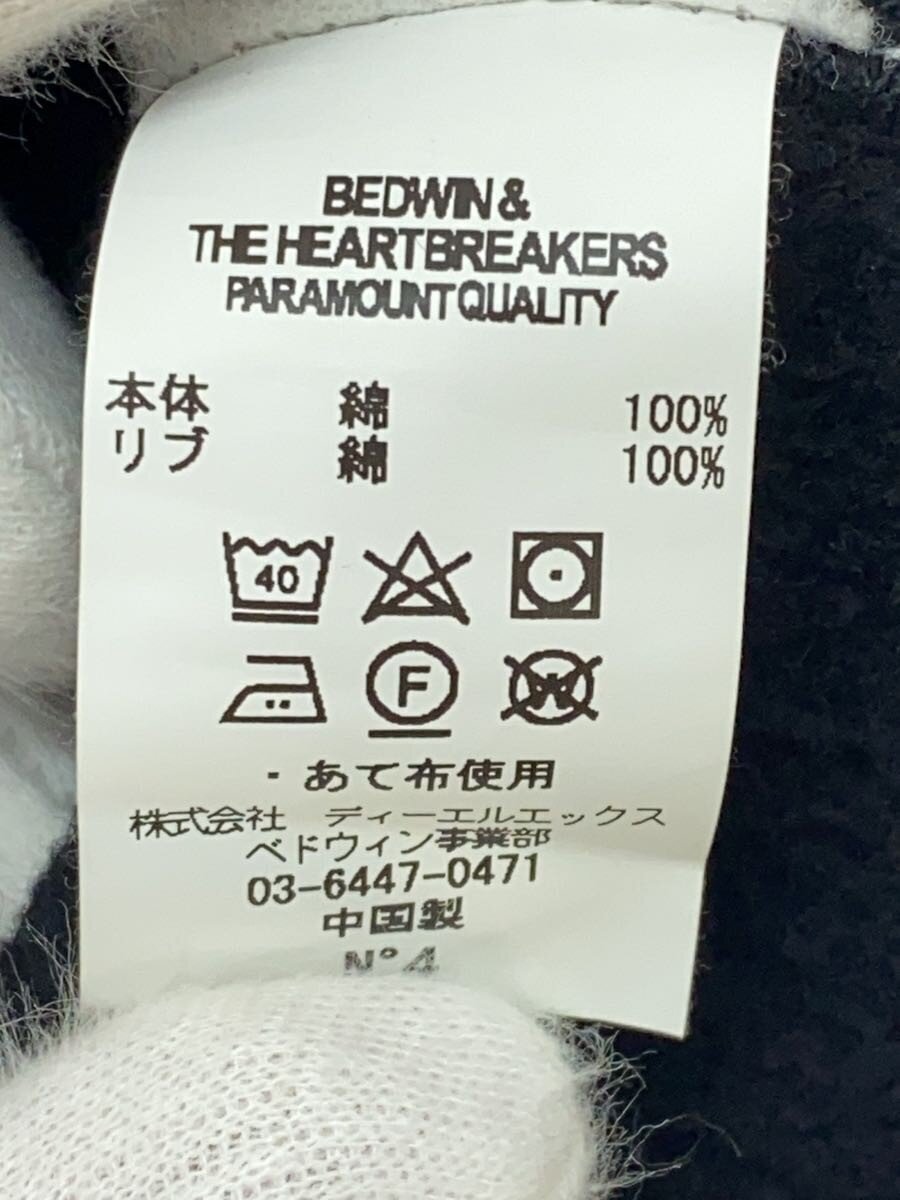 BEDWIN &
THE HEARTBREAKERS
PARAMOUNT QUALITY
本体 綿 100%
リブ 綿 100%
40
F W
・あて布使用
株式会社 ディーエルエックス
ベドウィン事業部
03-6447-0471
中国製
N°4